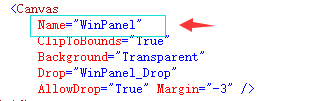 <Canvas
Name="WinPanel"
ClipToBounds="True"
Background="Transparent"
Drop="WinPanel_Drop"
AllowDrop="True" Margin="-3" />